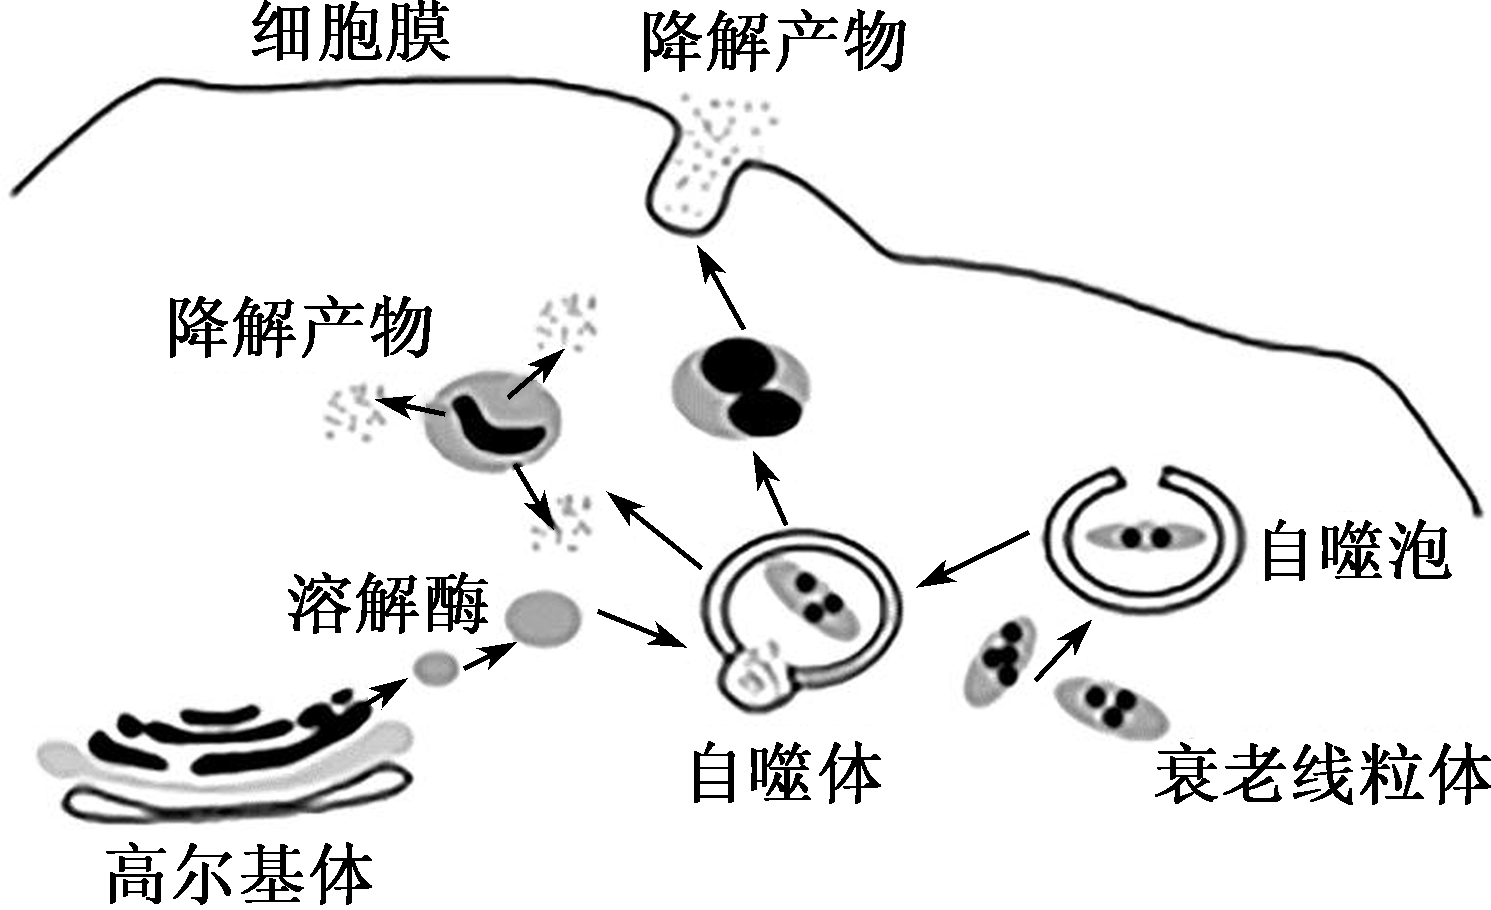 细胞膜
降解产物
降解产物
自噬泡
溶解酶
自噬体
衰老线粒体
高尔基体